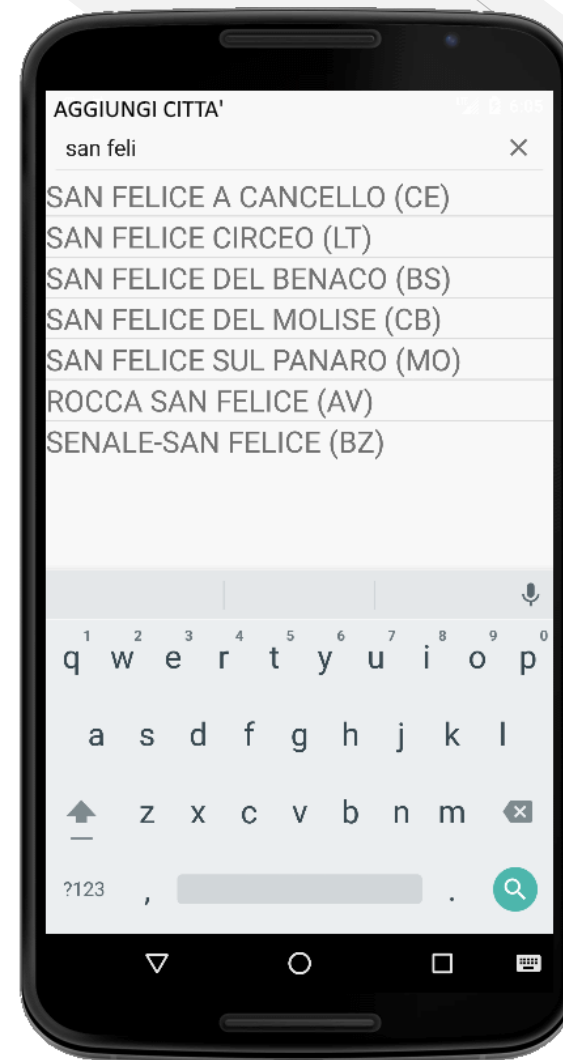 AGGIUNGI CITTA' 6:05
san feli
SAN FELICE A CANCELLO (CE)
SAN FELICE CIRCEO (LT)
SAN FELICE DEL BENACO (BS)
SAN FELICE DEL MOLISE (CB)
SAN FELICE SUL PANARO (MO)
ROCCA SAN FELICE (AV)
SENALE-SAN FELICE (BZ)
1 2 3 4 5 6 7 8 9 0
q w e r t y u i o p
a s d f g h j k l
z x c v b n m
?123 , .